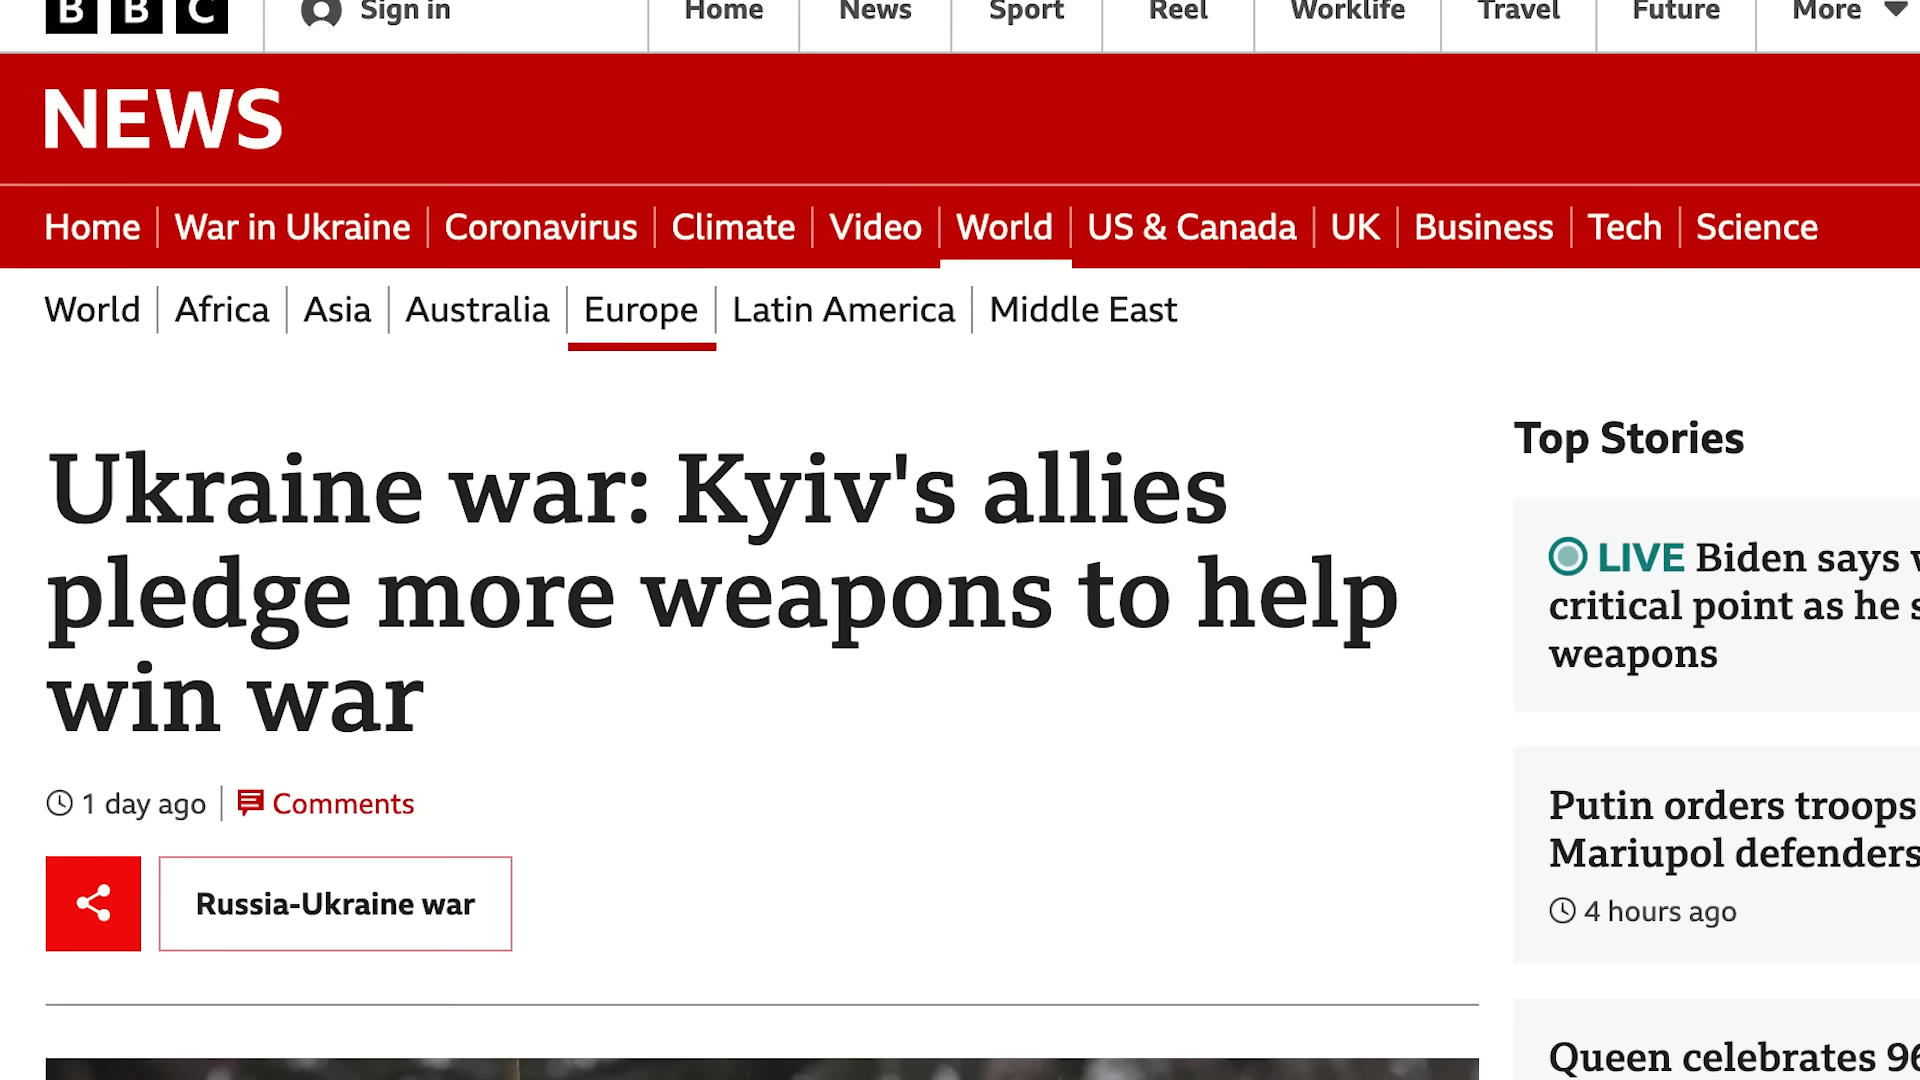 BBC Sign in Home News Sport Reel Worklife Travel Future More
NEWS
Home War in Ukraine Coronavirus Climate Video World US & Canada UK Business Tech Science
World Africa Asia Australia Europe Latin America Middle East
Ukraine war: Kyiv's allies
pledge more weapons to help
win war
1 day ago Comments
Russia-Ukraine war
Top Stories
LIVE Biden says
critical point as he
weapons
Putin orders troops
Mariupol defenders
4 hours ago
Queen celebrates